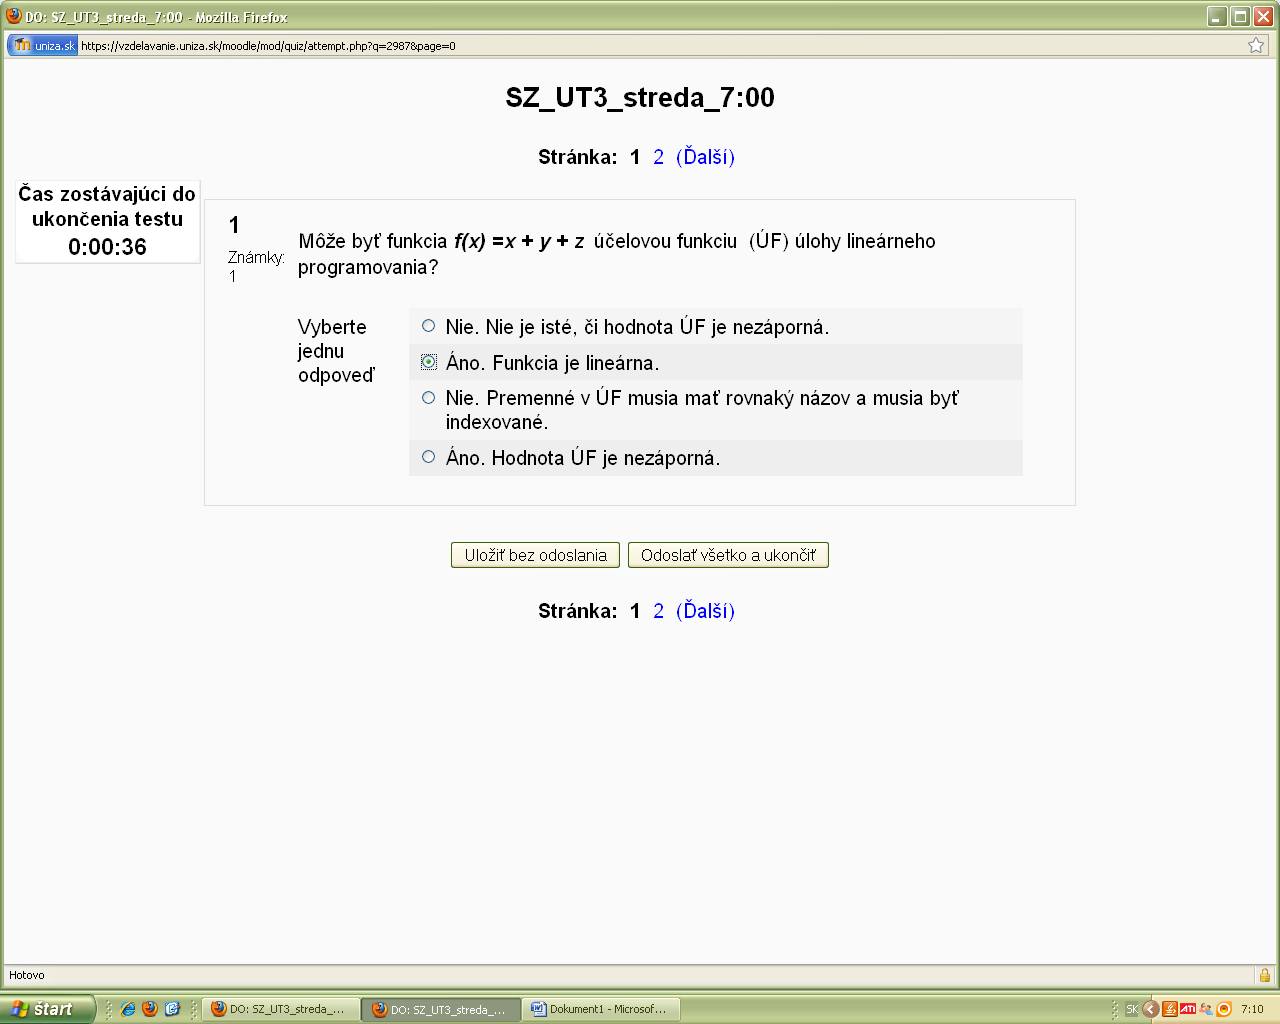 DO: SZ_UT3_streda_7:00 - Mozilla Firefox
uniza.sk https://vzdelavanie.uniza.sk/moodle/mod/quiz/attempt.php?q=2987&page=0
SZ_UT3_streda_7:00
Stránka: 1 2 (Ďalší)
Čas zostávajúci do
ukončenia testu
0:00:36
1
Známky:
1
Môže byť funkcia f(x) =x + y + z účelovou funkciu (ÚF) úlohy lineárneho
programovania?
Vyberte
jednu
odpoveď
Nie. Nie je isté, či hodnota ÚF je nezáporná.
Áno. Funkcia je lineárna.
Nie. Premenné v ÚF musia mať rovnaký názov a musia byť
indexované.
Áno. Hodnota ÚF je nezáporná.
Uložiť bez odoslania Odoslať všetko a ukončiť
Stránka: 1 2 (Ďalší)
Hotovo
štart DO: SZ_UT3_streda_... DO: SZ_UT3_streda_... Dokument1 - Microsof... SK ATI 7:10